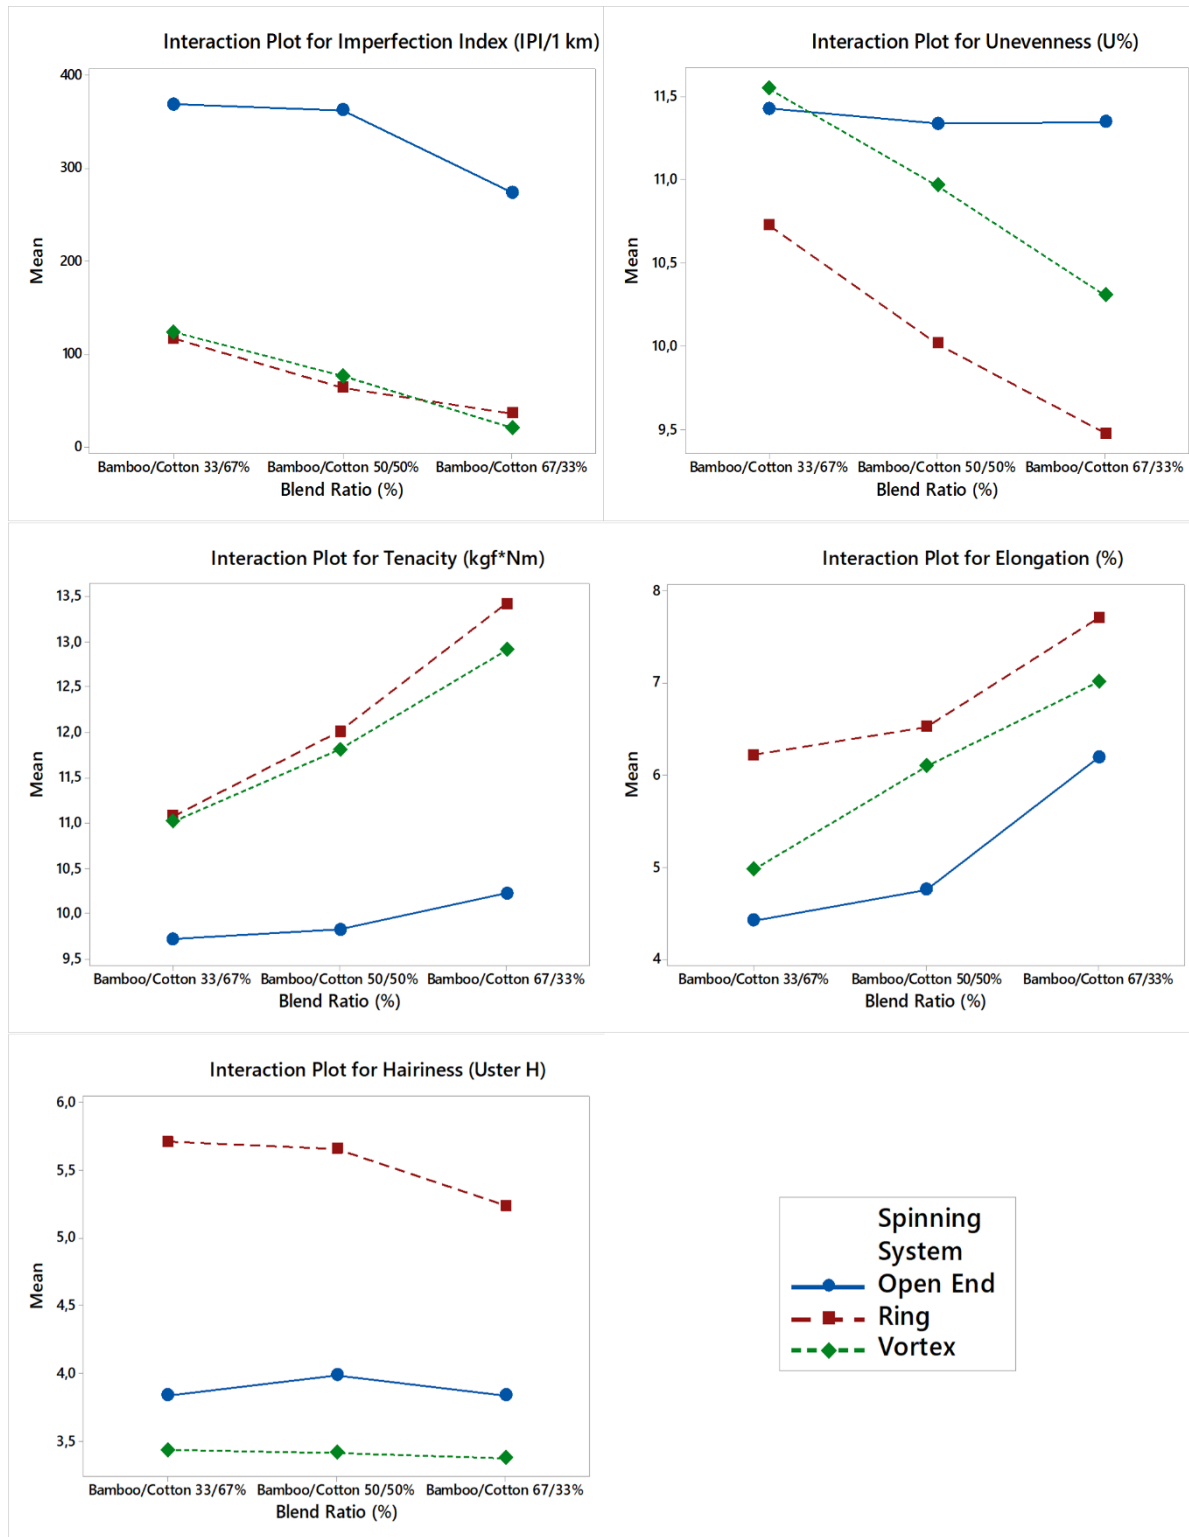 Interaction Plot for Imperfection Index (IPI/1 km)
400
300
200
100
0
Mean
Bamboo/Cotton 33/67% Bamboo/Cotton 50/50% Bamboo/Cotton 67/33%
Blend Ratio (%)
Interaction Plot for Unevenness (U%)
11,5
11,0
10,5
10,0
9,5
Mean
Bamboo/Cotton 33/67% Bamboo/Cotton 50/50% Bamboo/Cotton 67/33%
Blend Ratio (%)
Interaction Plot for Tenacity (kgf*Nm)
13,5
13,0
12,5
12,0
11,5
11,0
10,5
10,0
9,5
Mean
Bamboo/Cotton 33/67% Bamboo/Cotton 50/50% Bamboo/Cotton 67/33%
Blend Ratio (%)
Interaction Plot for Elongation (%)
8
7
6
5
4
Mean
Bamboo/Cotton 33/67% Bamboo/Cotton 50/50% Bamboo/Cotton 67/33%
Blend Ratio (%)
Interaction Plot for Hairiness (Uster H)
6,0
5,5
5,0
4,5
4,0
3,5
Mean
Bamboo/Cotton 33/67% Bamboo/Cotton 50/50% Bamboo/Cotton 67/33%
Blend Ratio (%)
Spinning
System
Open End
Ring
Vortex